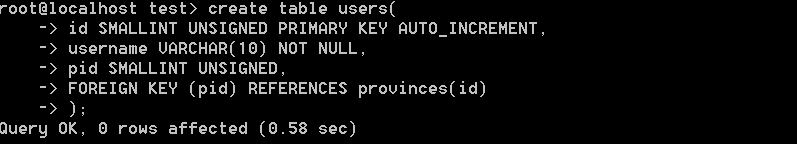 root@localhost test> create table users(
    -> id SMALLINT UNSIGNED PRIMARY KEY AUTO_INCREMENT,
    -> username VARCHAR(10) NOT NULL,
    -> pid SMALLINT UNSIGNED,
    -> FOREIGN KEY (pid) REFERENCES provinces(id)
    -> );
Query OK, 0 rows affected (0.58 sec)